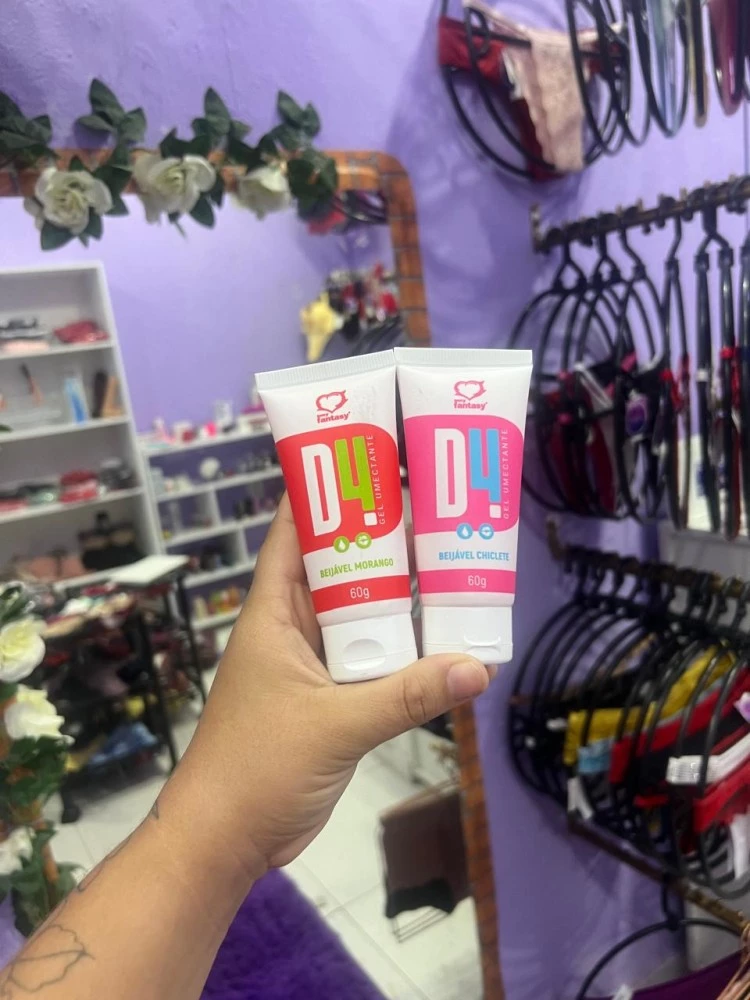 fantasy
D4
GEL UMECTANTE
BEIJÁVEL MORANGO
60g
fantasy
D4
GEL UMECTANTE
BEIJÁVEL CHICLETE
60g